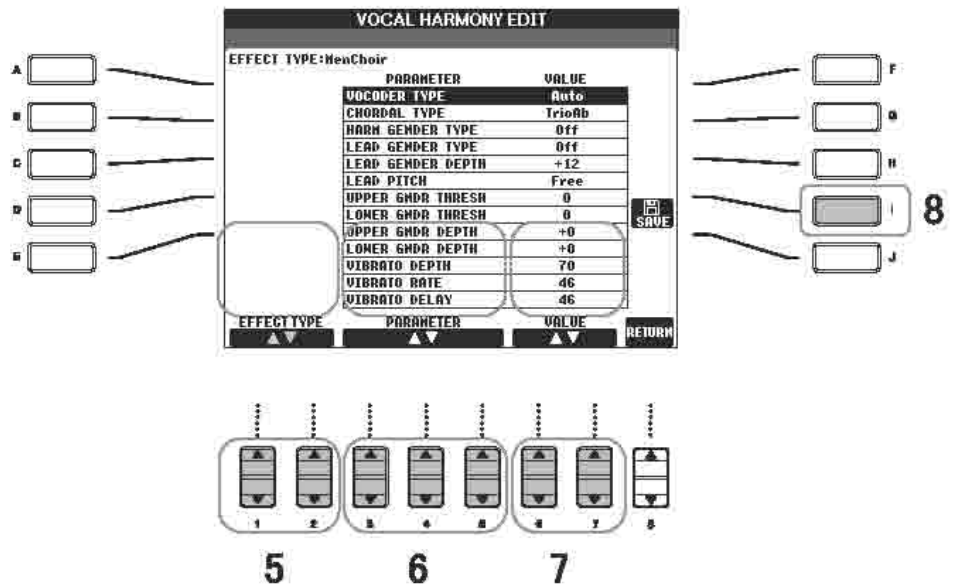 VOCAL HARMONY EDIT
EFFECT TYPE:MenChoir
PARAMETER VALUE
VOCODER TYPE Auto
CHORDAL TYPE TrioAb
HARM GENDER TYPE Off
LEAD GENDER TYPE Off
LEAD GENDER DEPTH +12
LEAD PITCH Free
UPPER GNDR THRESH 0
LOWER GNDR THRESH 0
UPPER GNDR DEPTH +0
LOWER GNDR DEPTH +0
VIBRATO DEPTH 70
VIBRATO RATE 46
VIBRATO DELAY 46
SAVE
EFFECT TYPE PARAMETER VALUE RETURN
A
B
C
D
E
F
G
H
I
J
8
1 2 3 4 5 6 7 8
5 6 7